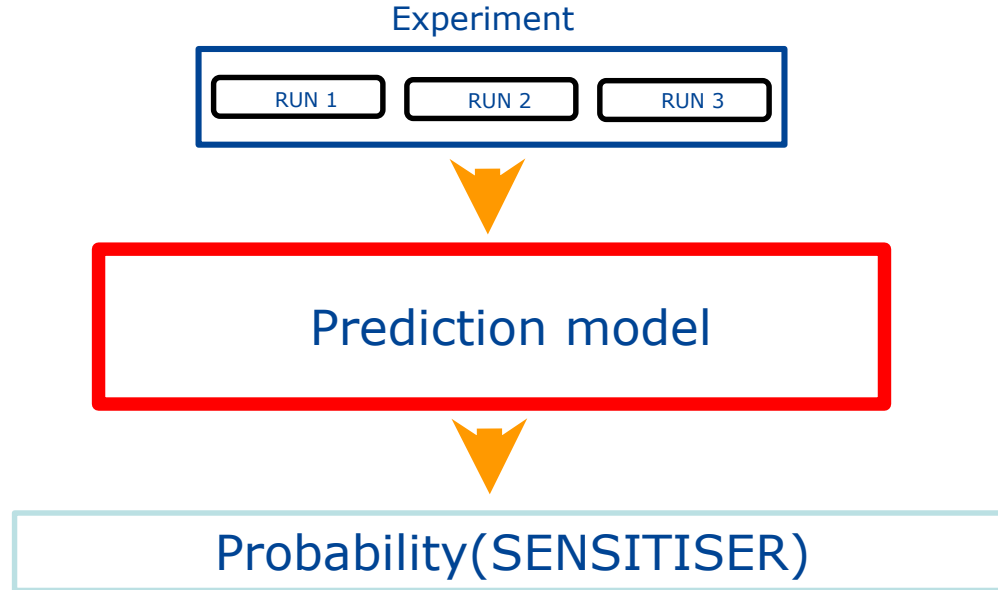 Experiment
RUN 1 RUN 2 RUN 3
Prediction model
Probability(SENSITISER)